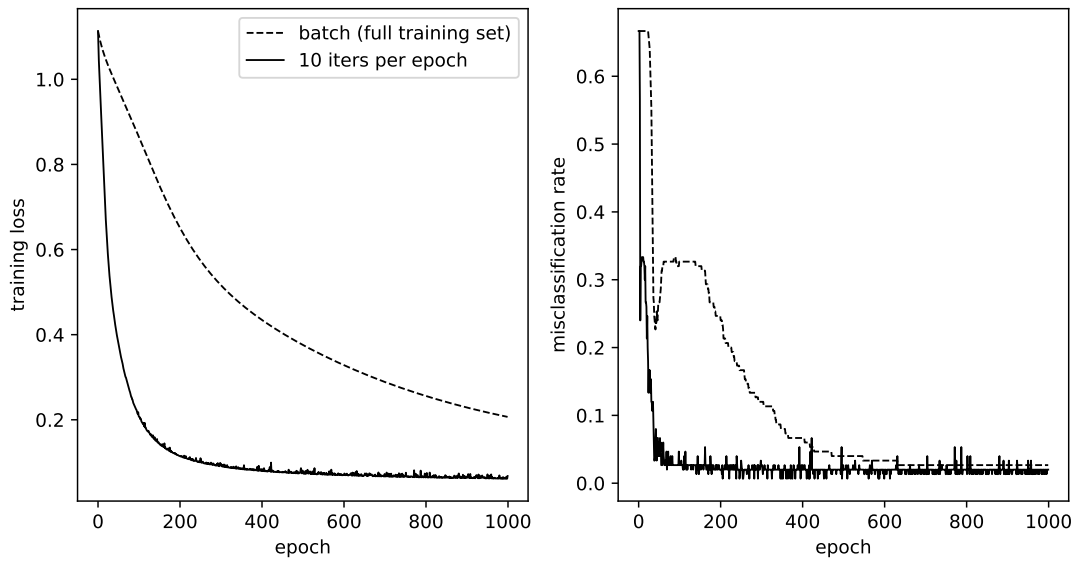 batch (full training set)
10 iters per epoch
training loss
1.0
0.8
0.6
0.4
0.2
0 200 400 600 800 1000
epoch
misclassification rate
0.6
0.5
0.4
0.3
0.2
0.1
0.0
0 200 400 600 800 1000
epoch